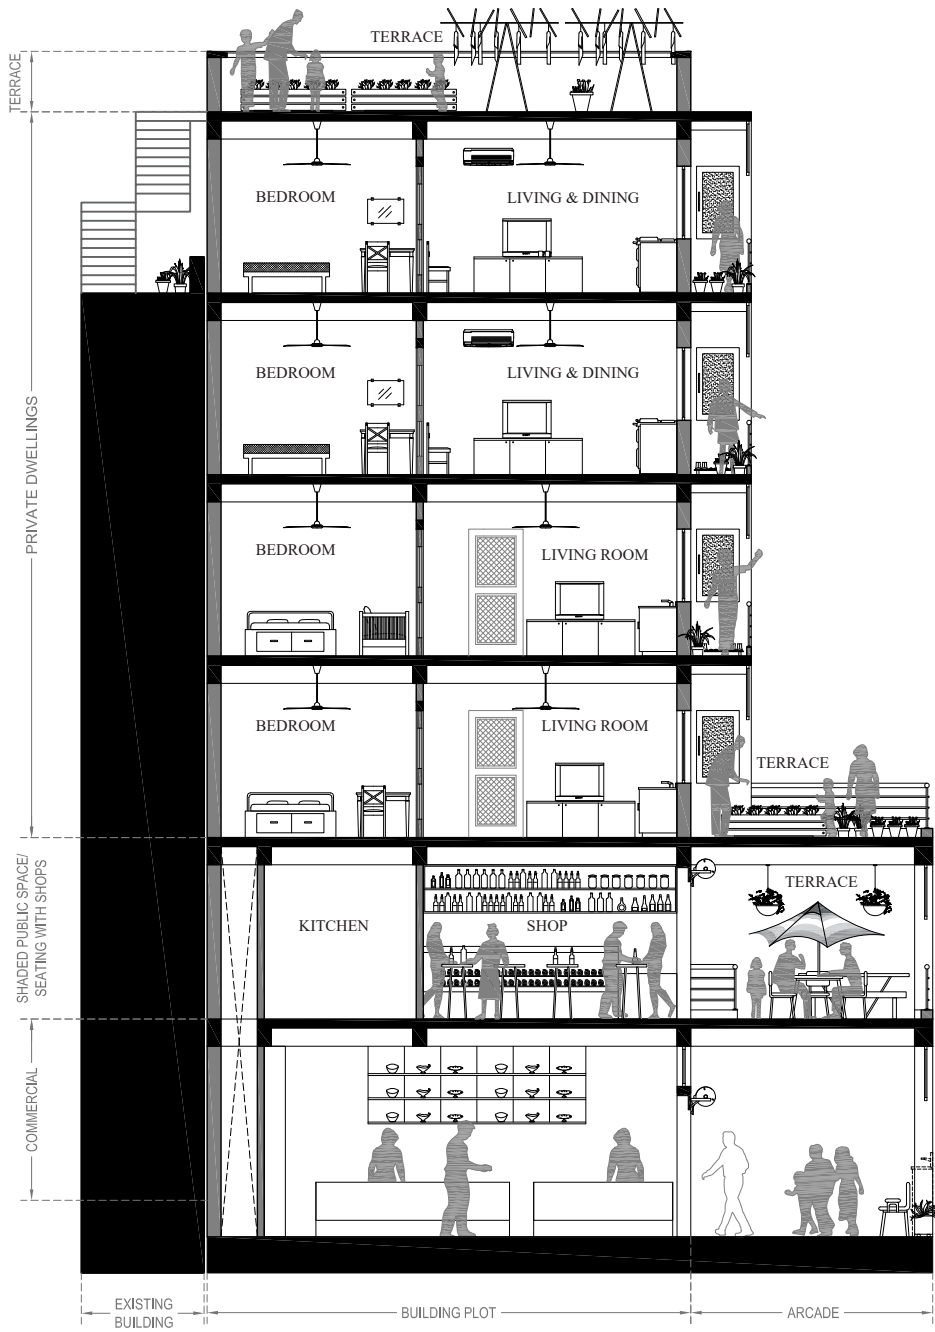 TERRACE
TERRACE
BEDROOM
LIVING & DINING
BEDROOM
LIVING & DINING
PRIVATE DWELLINGS
BEDROOM
LIVING ROOM
BEDROOM
LIVING ROOM
TERRACE
SHADED PUBLIC SPACE/
SEATING WITH SHOPS
KITCHEN
SHOP
TERRACE
COMMERCIAL
EXISTING
BUILDING
BUILDING PLOT
ARCADE